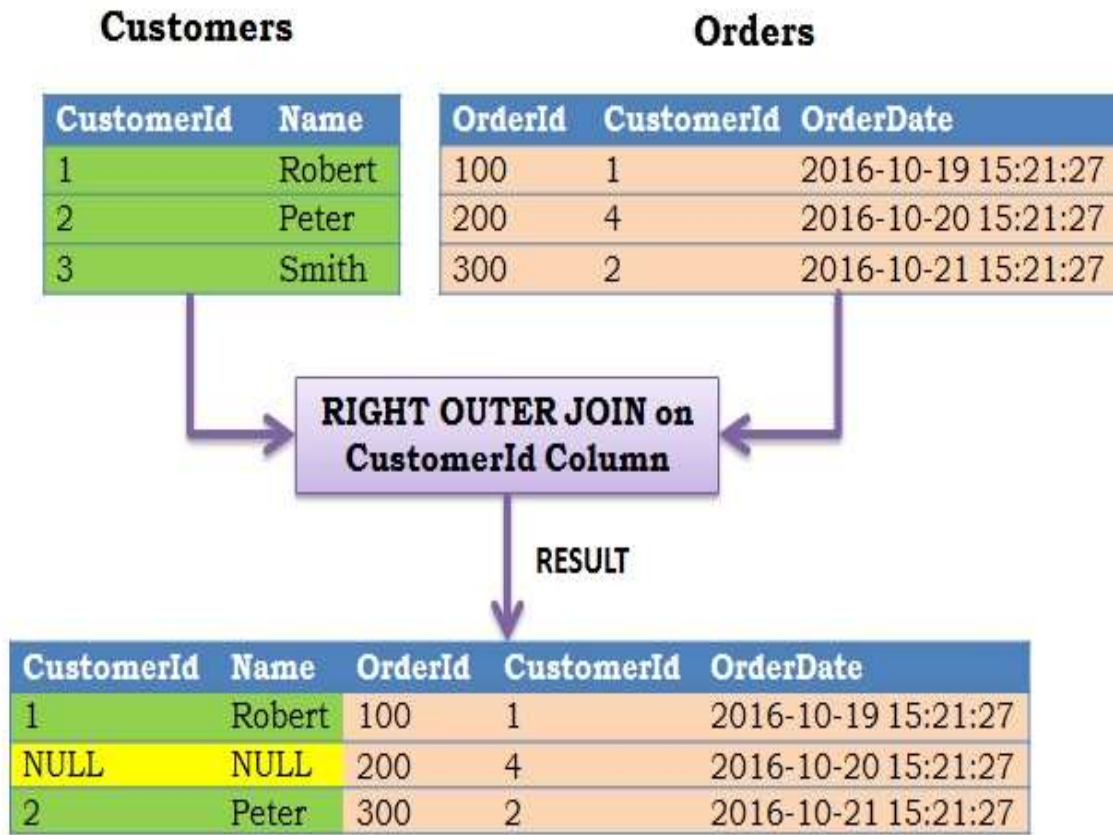 Customers
Orders
CustomerId Name
1 Robert
2 Peter
3 Smith
OrderId CustomerId OrderDate
100 1 2016-10-19 15:21:27
200 4 2016-10-20 15:21:27
300 2 2016-10-21 15:21:27
RIGHT OUTER JOIN on
CustomerId Column
RESULT
CustomerId Name OrderId CustomerId OrderDate
1 Robert 100 1 2016-10-19 15:21:27
NULL NULL 200 4 2016-10-20 15:21:27
2 Peter 300 2 2016-10-21 15:21:27